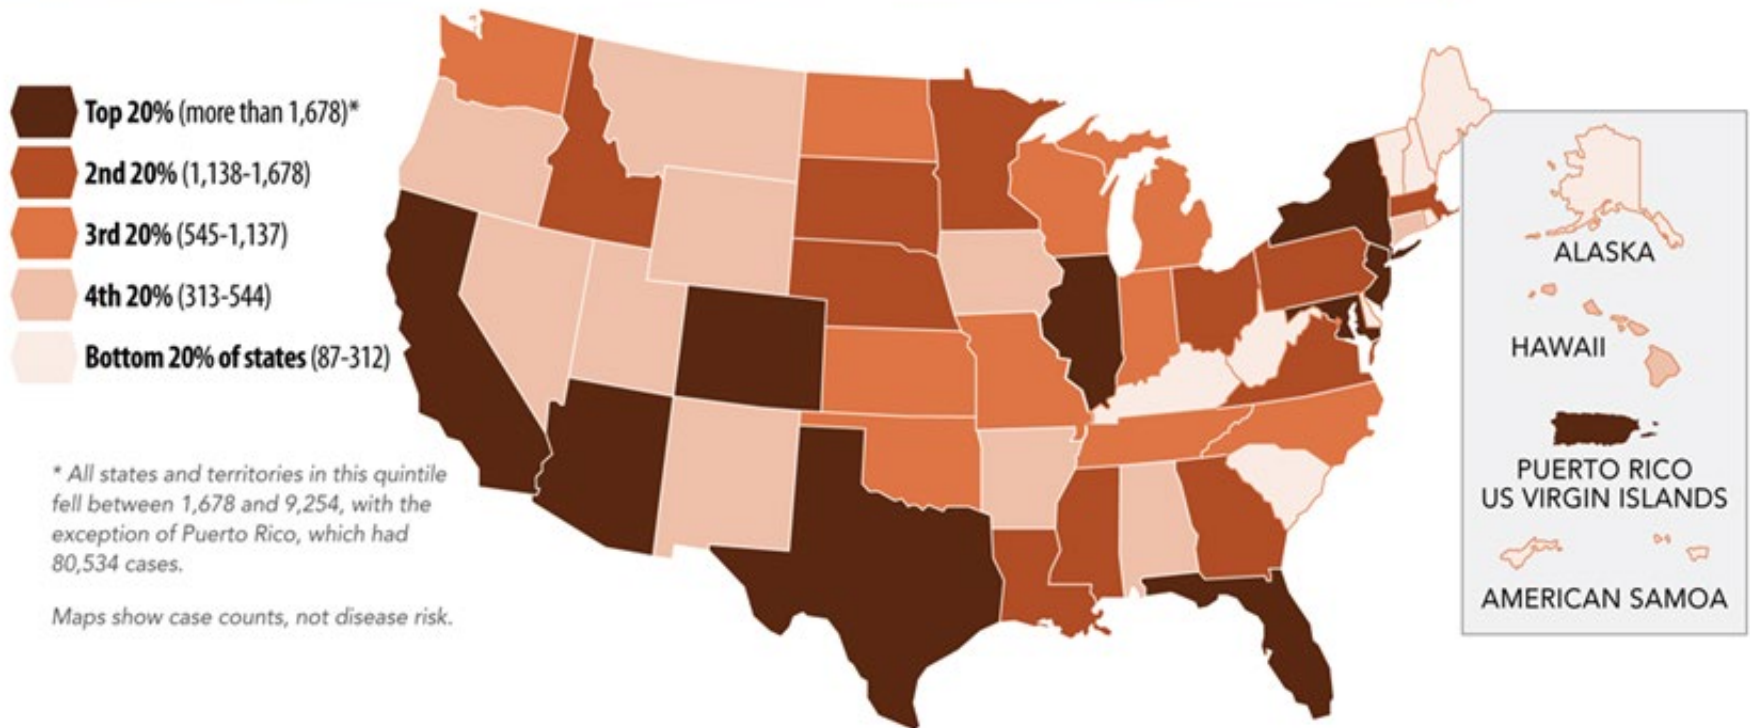 Top 20% (more than 1,678)*
2nd 20% (1,138-1,678)
3rd 20% (545-1,137)
4th 20% (313-544)
Bottom 20% of states (87-312)
* All states and territories in this quintile
fell between 1,678 and 9,254, with the
exception of Puerto Rico, which had
80,534 cases.
Maps show case counts, not disease risk.
ALASKA
HAWAII
PUERTO RICO
US VIRGIN ISLANDS
AMERICAN SAMOA